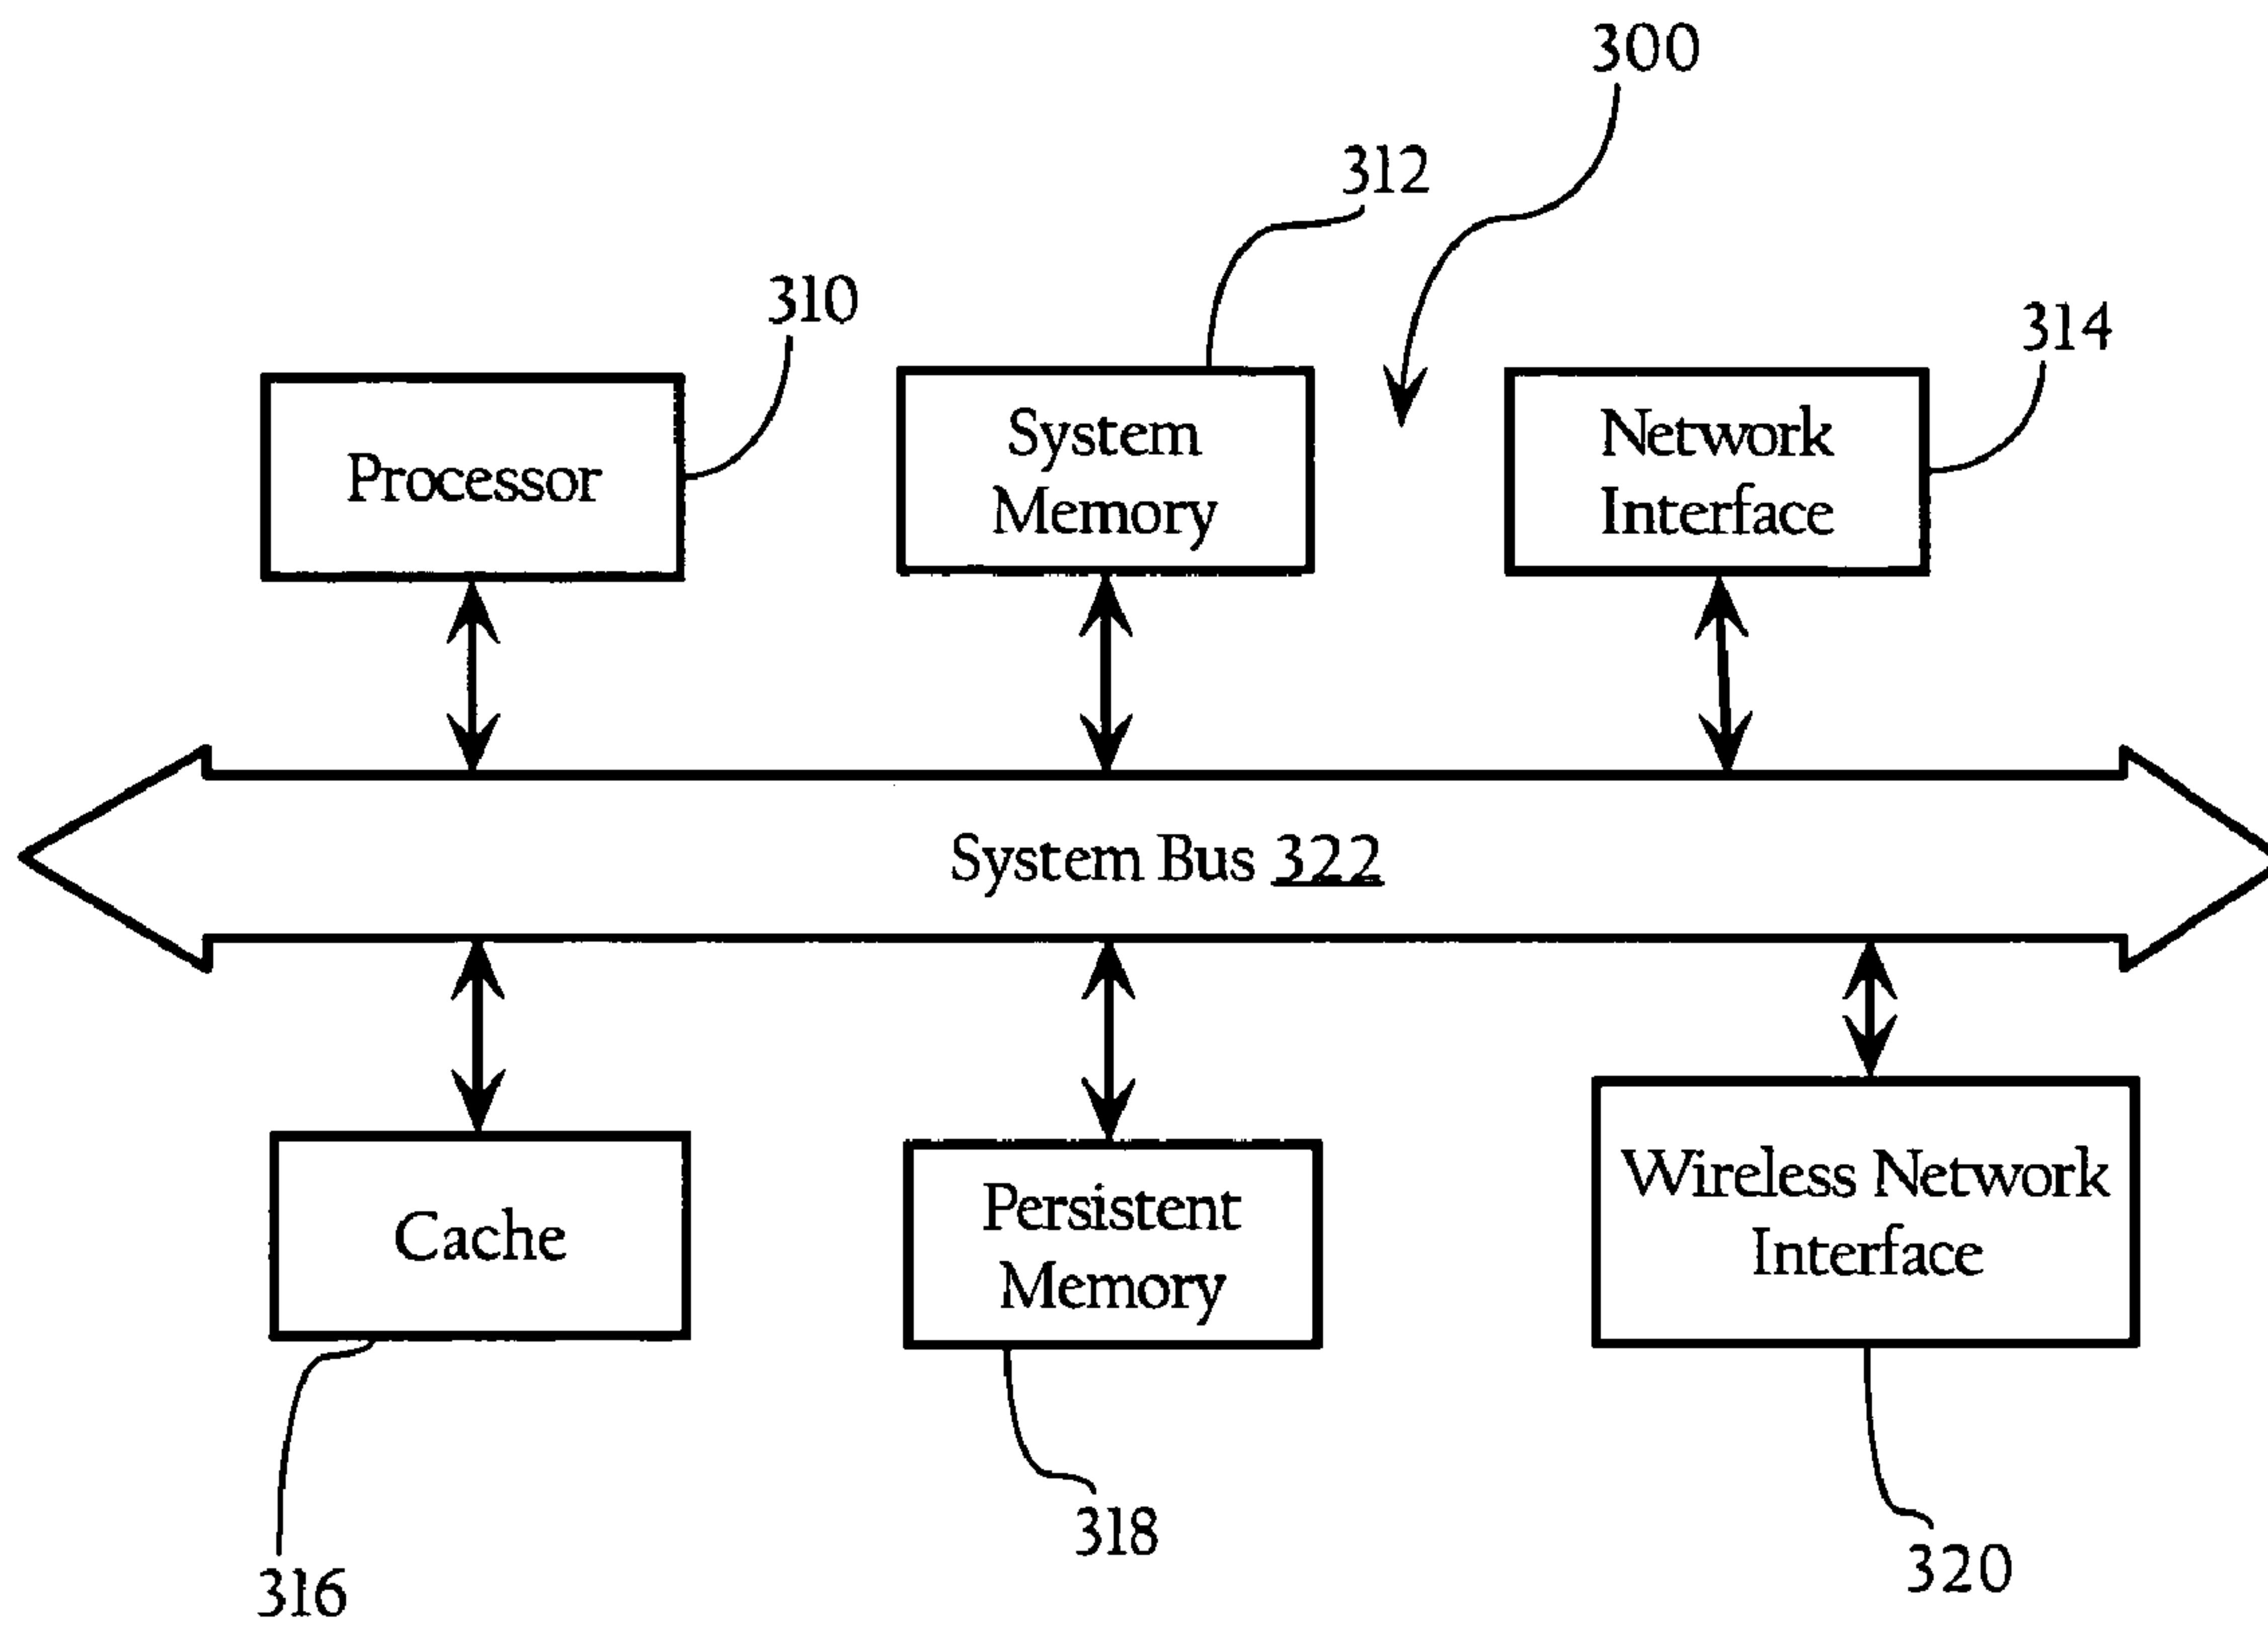 300
312
310
314
Processor
System
Memory
Network
Interface
System Bus 322
Cache
Persistent
Memory
Wireless Network
Interface
316
318
320